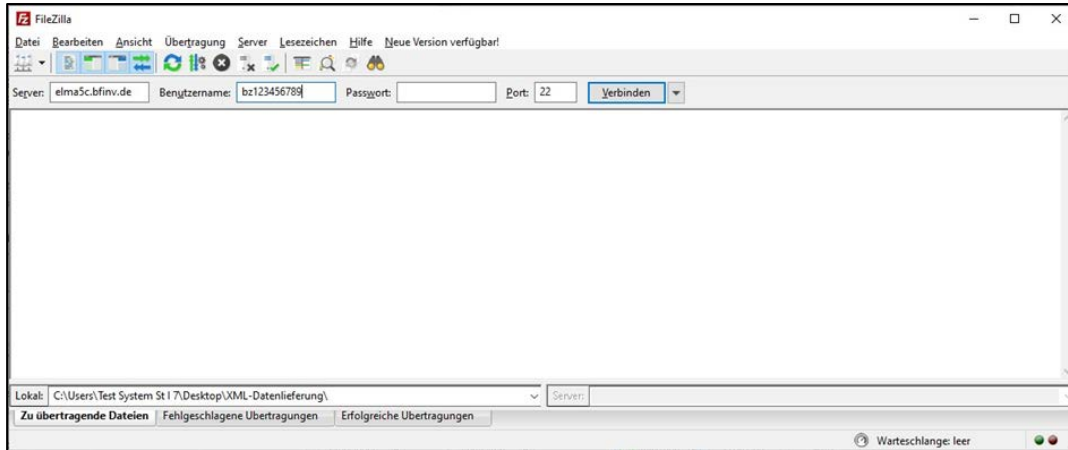 FileZilla
Datei Bearbeiten Ansicht Übertragung Server Lesezeichen Hilfe Neue Version verfügbar!
Server: elma5c.bfinv.de Benutzername: bz123456789 Passwort: Port: 22 Verbinden
Lokal: C:\Users\Test System St I 7\Desktop\XML-Datenlieferung\ Server:
Zu übertragende Dateien Fehlgeschlagene Übertragungen Erfolgreiche Übertragungen
Warteschlange: leer